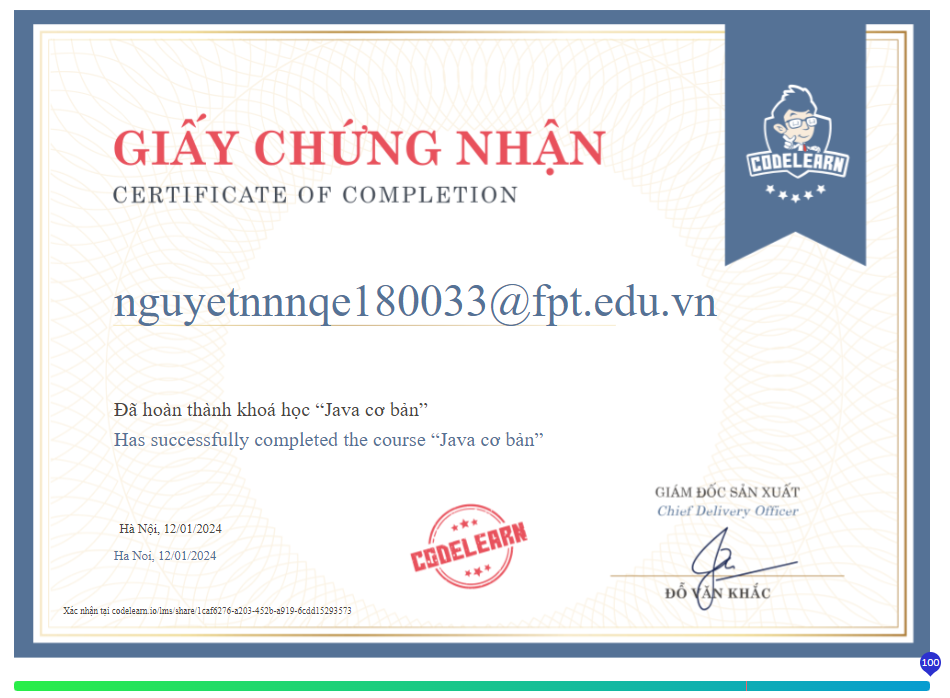 CODELEARN
GIẤY CHỨNG NHẬN
CERTIFICATE OF COMPLETION
nguyetnnnqe180033@fpt.edu.vn
Đã hoàn thành khoá học “Java cơ bản”
Has successfully completed the course “Java cơ bản”
GIÁM ĐỐC SẢN XUẤT
Chief Delivery Officer
Hà Nội, 12/01/2024
Ha Noi, 12/01/2024
CODELEARN
ĐỖ VĂN KHẮC
Xác nhận tại codelearn.io/lms/share/1caf6276-a203-452b-a919-6cdd15293573
100